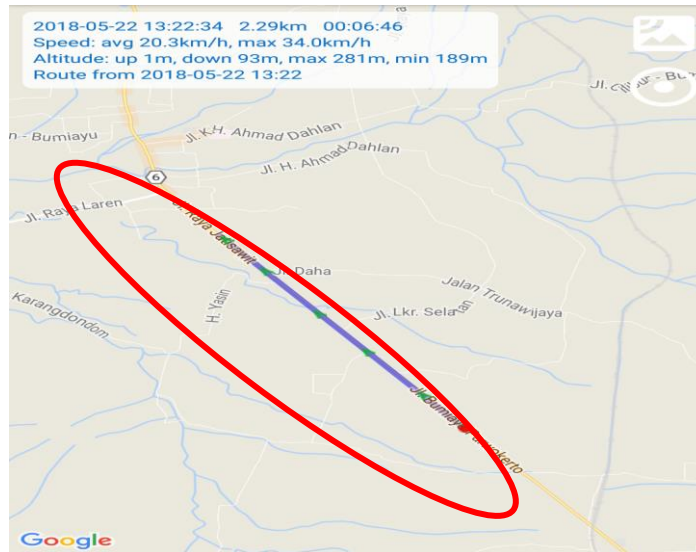 2018-05-22 13:22:34 2.29km 00:06:46
Speed: avg 20.3km/h, max 34.0km/h
Altitude: up 1m, down 93m, max 281m, min 189m
Route from 2018-05-22 13:22
n - Bumiayu
Jl. K.H. Ahmad Dahlan
Jl. H. Ahmad Dahlan
6
Jl. Raya Laren
Jl. Raya Jatisawit
Jl. Daha
Jalan Trunawijaya
Jl. Lkr. Selatan
H. Yasin
Karangdondom
Jl. Bumiayu
Google